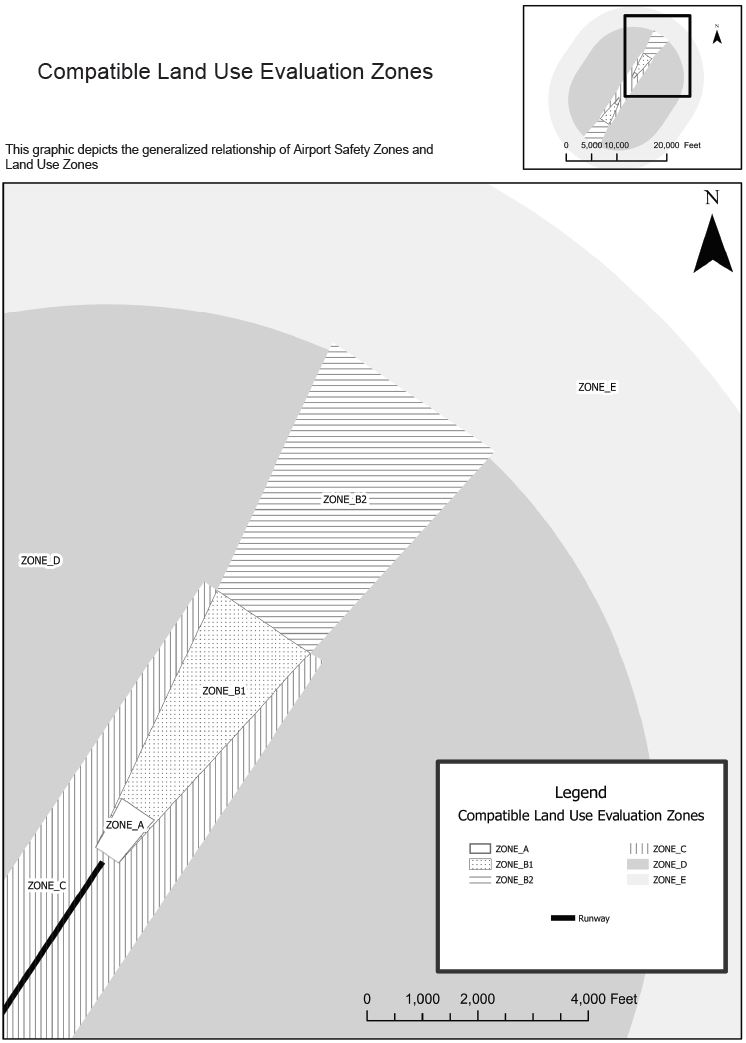 Compatible Land Use Evaluation Zones
N
0 5,000 10,000 20,000 Feet
This graphic depicts the generalized relationship of Airport Safety Zones and
Land Use Zones
N
ZONE_E
ZONE_B2
ZONE_D
ZONE_B1
ZONE_A
ZONE_C
Legend
Compatible Land Use Evaluation Zones
ZONE_A
ZONE_B1
ZONE_B2
ZONE_C
ZONE_D
ZONE_E
Runway
0 1,000 2,000 4,000 Feet